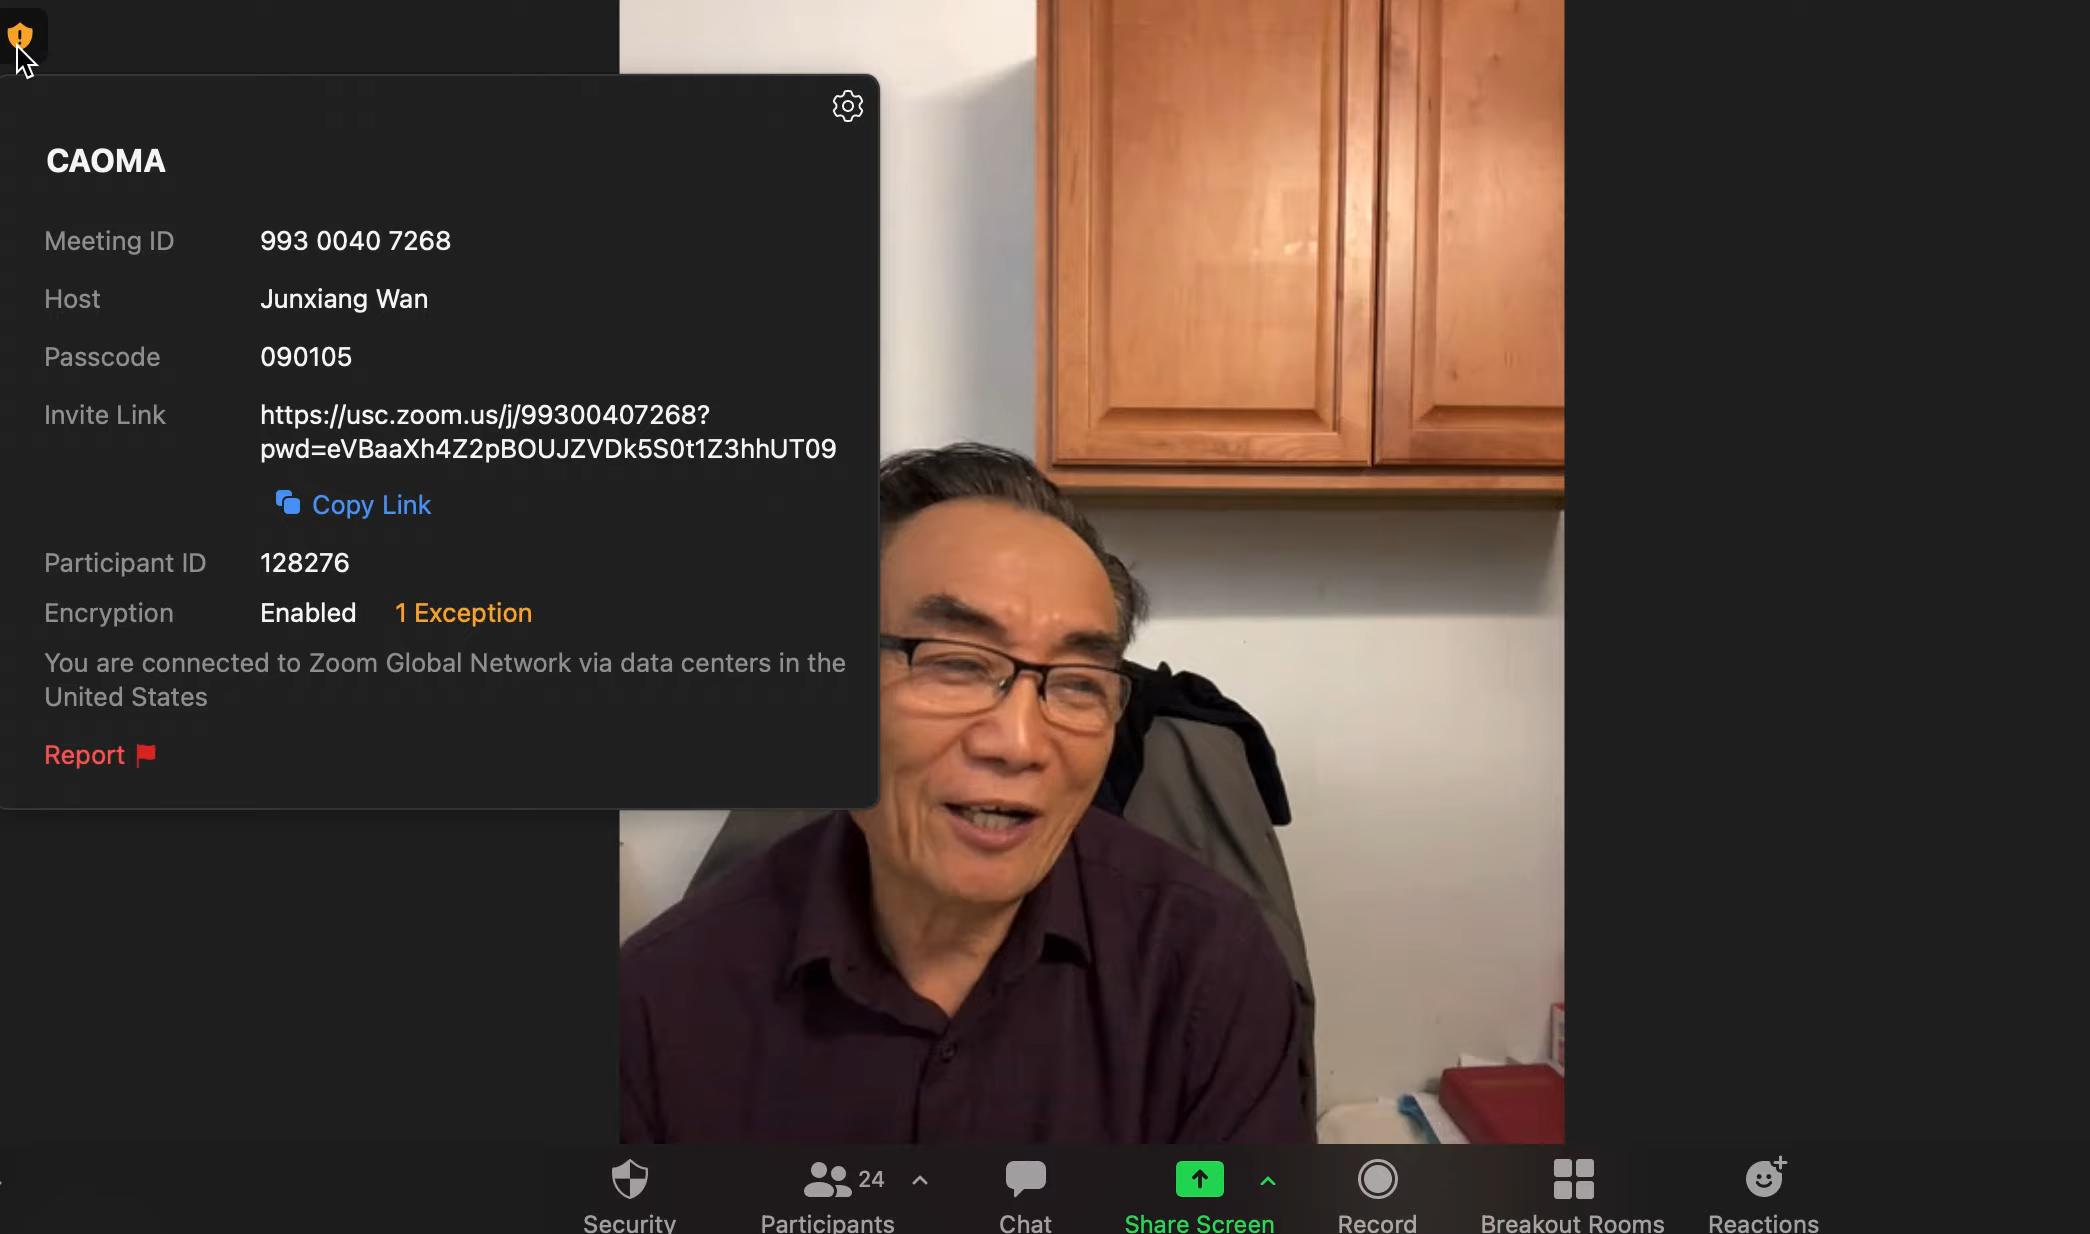 CAOMA
Meeting ID 993 0040 7268
Host Junxiang Wan
Passcode 090105
Invite Link https://usc.zoom.us/j/99300407268?
pwd=eVBaaXh4Z2pBOUJZVDk5S0t1Z3hhUT09
Copy Link
Participant ID 128276
Encryption Enabled 1 Exception
You are connected to Zoom Global Network via data centers in the
United States
Report
24
Security Participants Chat Share Screen Record Breakout Rooms Reactions